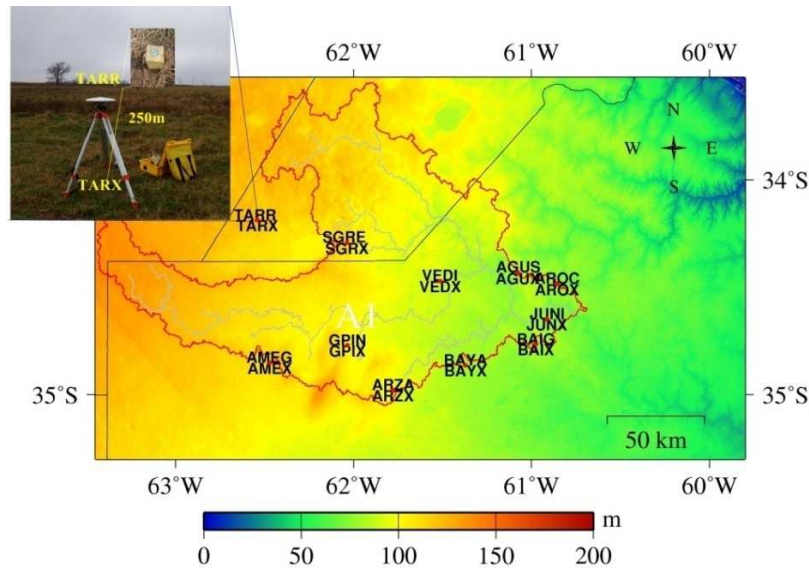 62°W 61°W 60°W
TARR
250m
TARX
N
W E
S
34°S
TARR
TARX
SGRE
SGRX
AGUS
AGUX
AROC
AROX
VEDI
VEDX
A1
JUNI
JUNX
GPIN
GPIX
BAIG
BAIX
AMEG
AMEX
BAYA
BAYX
ARZA
ARZX
35°S 35°S
50 km
63°W 62°W 61°W 60°W
m
0 50 100 150 200